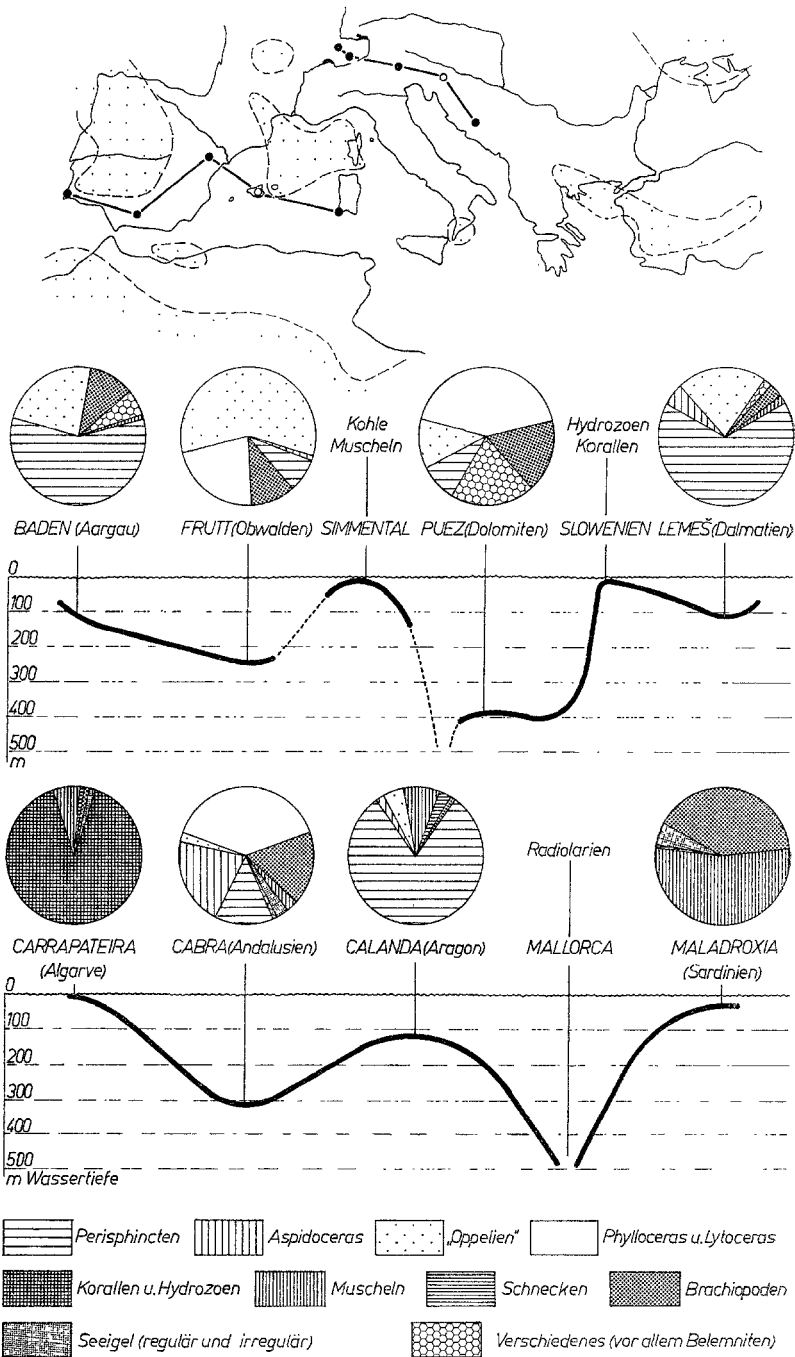 Kohle
Muscheln
Hydrozoen
Korallen
BADEN (Aargau)
FRUTT (Obwalden)
SIMMENTAL
PUEZ (Dolomiten)
SLOWENIEN
LEMEŠ (Dalmatien)
0
100
200
300
400
500
m
Radiolarien
CARRAPATEIRA
(Algarve)
CABRA (Andalusien)
CALANDA (Aragon)
MALLORCA
MALADROXIA
(Sardinien)
0
100
200
300
400
500
m Wassertiefe
Perisphincten
Aspidoceras
„Oppelien“
Phylloceras u. Lytoceras
Korallen u. Hydrozoen
Muscheln
Schnecken
Brachiopoden
Seeigel (regulär und irregulär)
Verschiedenes (vor allem Belemniten)